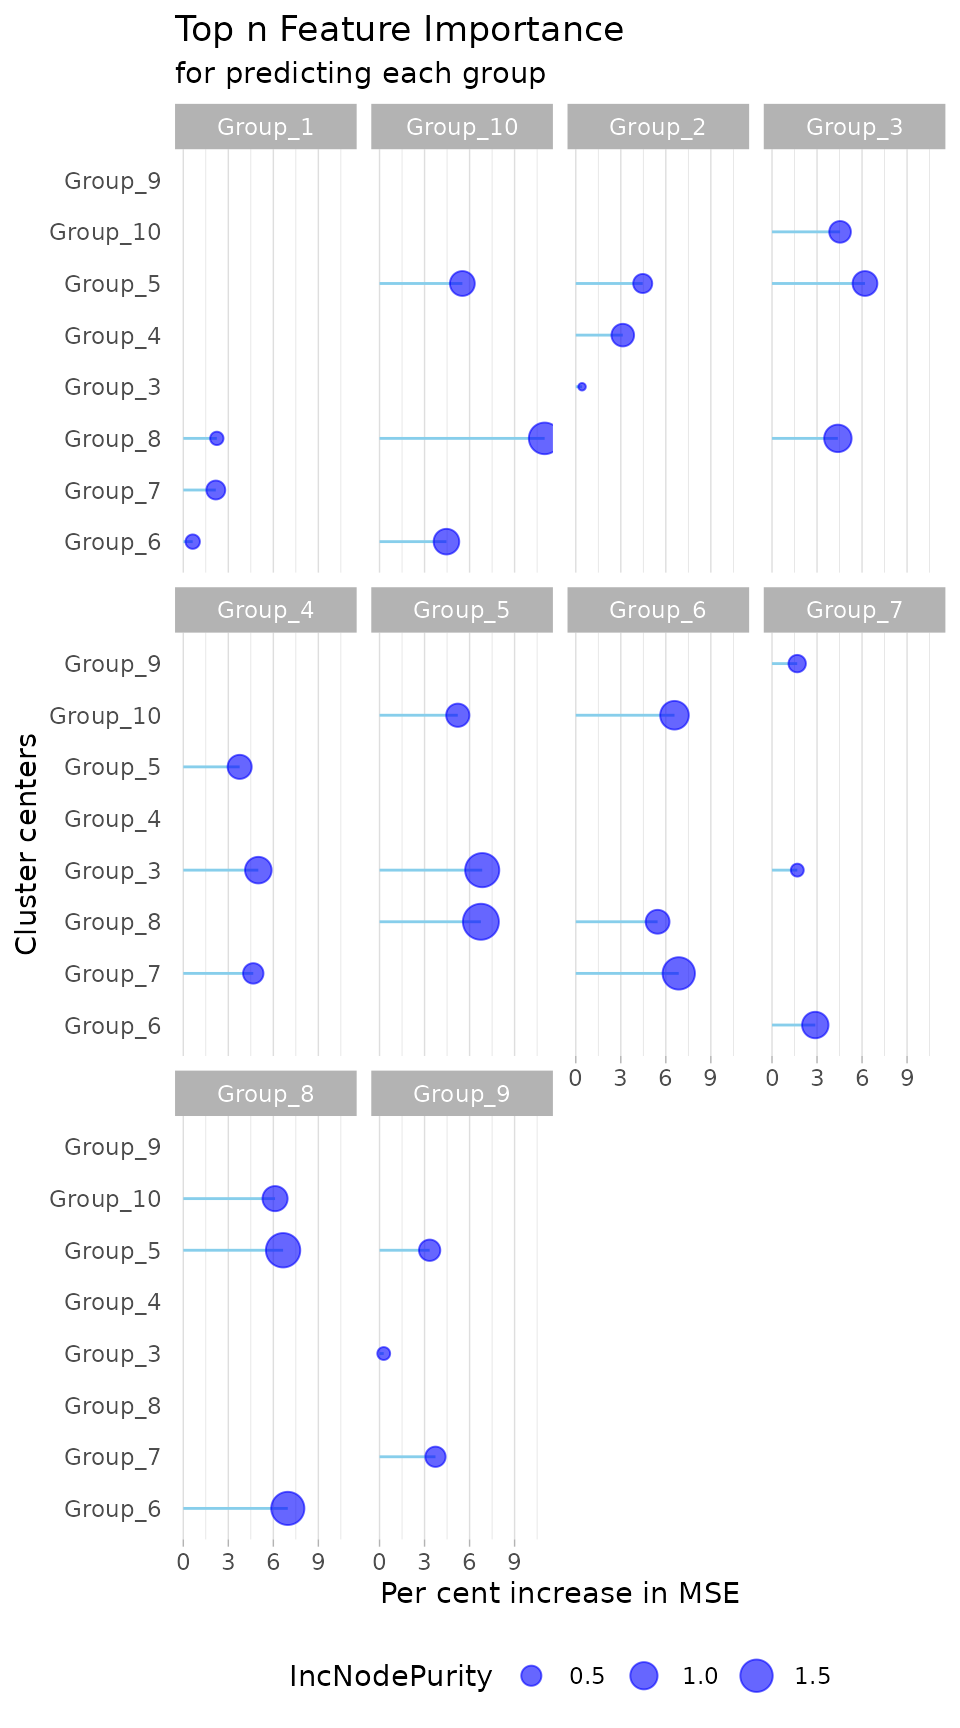 Top n Feature Importance
for predicting each group
Group_1 Group_10 Group_2 Group_3
Group_9
Group_10
Group_5
Group_4
Group_3
Group_8
Group_7
Group_6
Group_4 Group_5 Group_6 Group_7
Group_9
Group_10
Group_5
Group_4
Group_3
Group_8
Group_7
Group_6
0 3 6 9 0 3 6 9
Group_8 Group_9
Group_9
Group_10
Group_5
Group_4
Group_3
Group_8
Group_7
Group_6
0 3 6 9 0 3 6 9
Cluster centers
Per cent increase in MSE
IncNodePurity 0.5 1.0 1.5